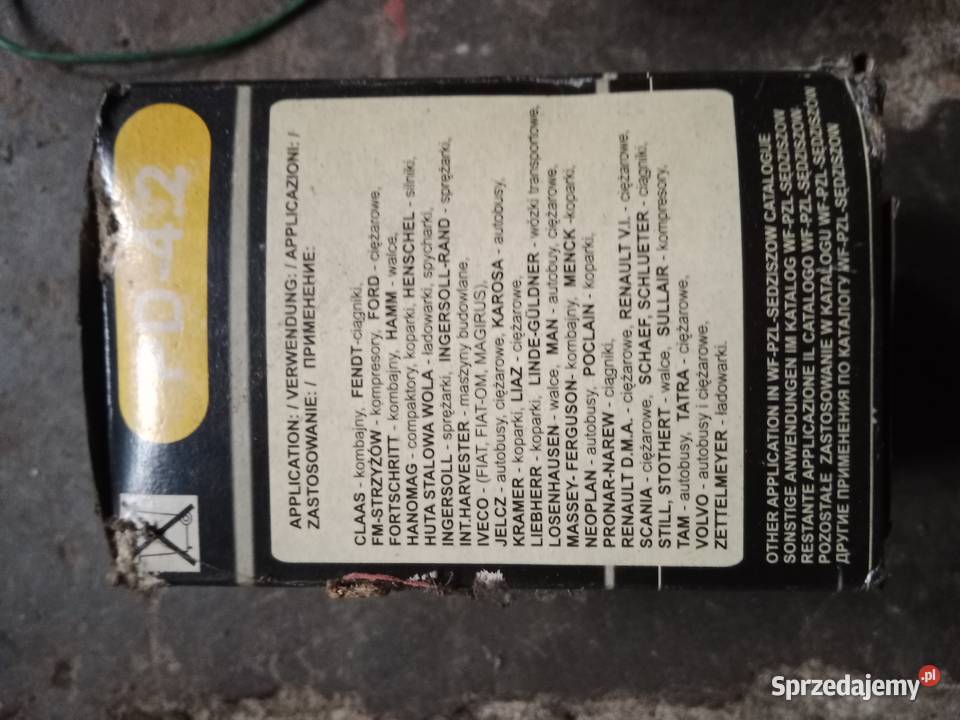 PD-42
APPLICATION: / VERWENDUNG: / APPLICAZIONI: /
ZASTOSOWANIE: / ПРИМЕНЕНИЕ:
CLAAS - kombajny, FENDT-ciągniki,
FM-STRZYŻÓW - kompresory, FORD - ciężarowe,
FORTSCHRITT - kombajny, HAMM - walce,
HANOMAG - compaktory, koparki, HENSCHEL - silniki,
HUTA STALOWA WOLA - ładowarki, spycharki,
INGERSOLL - sprężarki, INGERSOLL-RAND - sprężarki,
INT.HARVESTER - maszyny budowlane,
IVECO - (FIAT, FIAT-OM, MAGIRUS),
JELCZ - autobusy, ciężarowe, KAROSA - autobusy,
KRAMER - koparki, LIAZ - ciężarowe,
LIEBHERR - koparki, LINDE-GÜLDNER - wózki transportowe,
LOSENHAUSEN - walce, MAN - autobuy, ciężarowe,
MASSEY- FERGUSON- kombajny, MENCK -koparki,
NEOPLAN - autobusy, POCLAIN - koparki,
PRONAR-NAREW - ciągniki,
RENAULT D.M.A. - ciężarowe, RENAULT V.I. - ciężarowe,
SCANIA - ciężarowe, SCHAEF, SCHLUETER - ciągniki,
STILL, STOTHERT - walce, SULLAIR - kompresory,
TAM - autobusy, TATRA - ciężarowe,
VOLVO - autobusy i ciężarowe,
ZETTELMEYER - ładowarki.
OTHER APPLICATION IN WF-PZL-SĘDZISZÓW CATALOGUE
SONSTIGE ANWENDUNGEN IM KATALOG WF-PZL-SĘDZISZÓW
RESTANTE APPLICAZIONE IL CATALOGO WF-PZL-SĘDZISZÓW
POZOSTAŁE ZASTOSOWANIE W KATALOGU WF-PZL-SĘDZISZÓW
ДРУГИЕ ПРИМЕНЕНИЯ ПО КАТАЛОГУ WF-PZL-SĘDZISZÓW
Sprzedajemy.pl